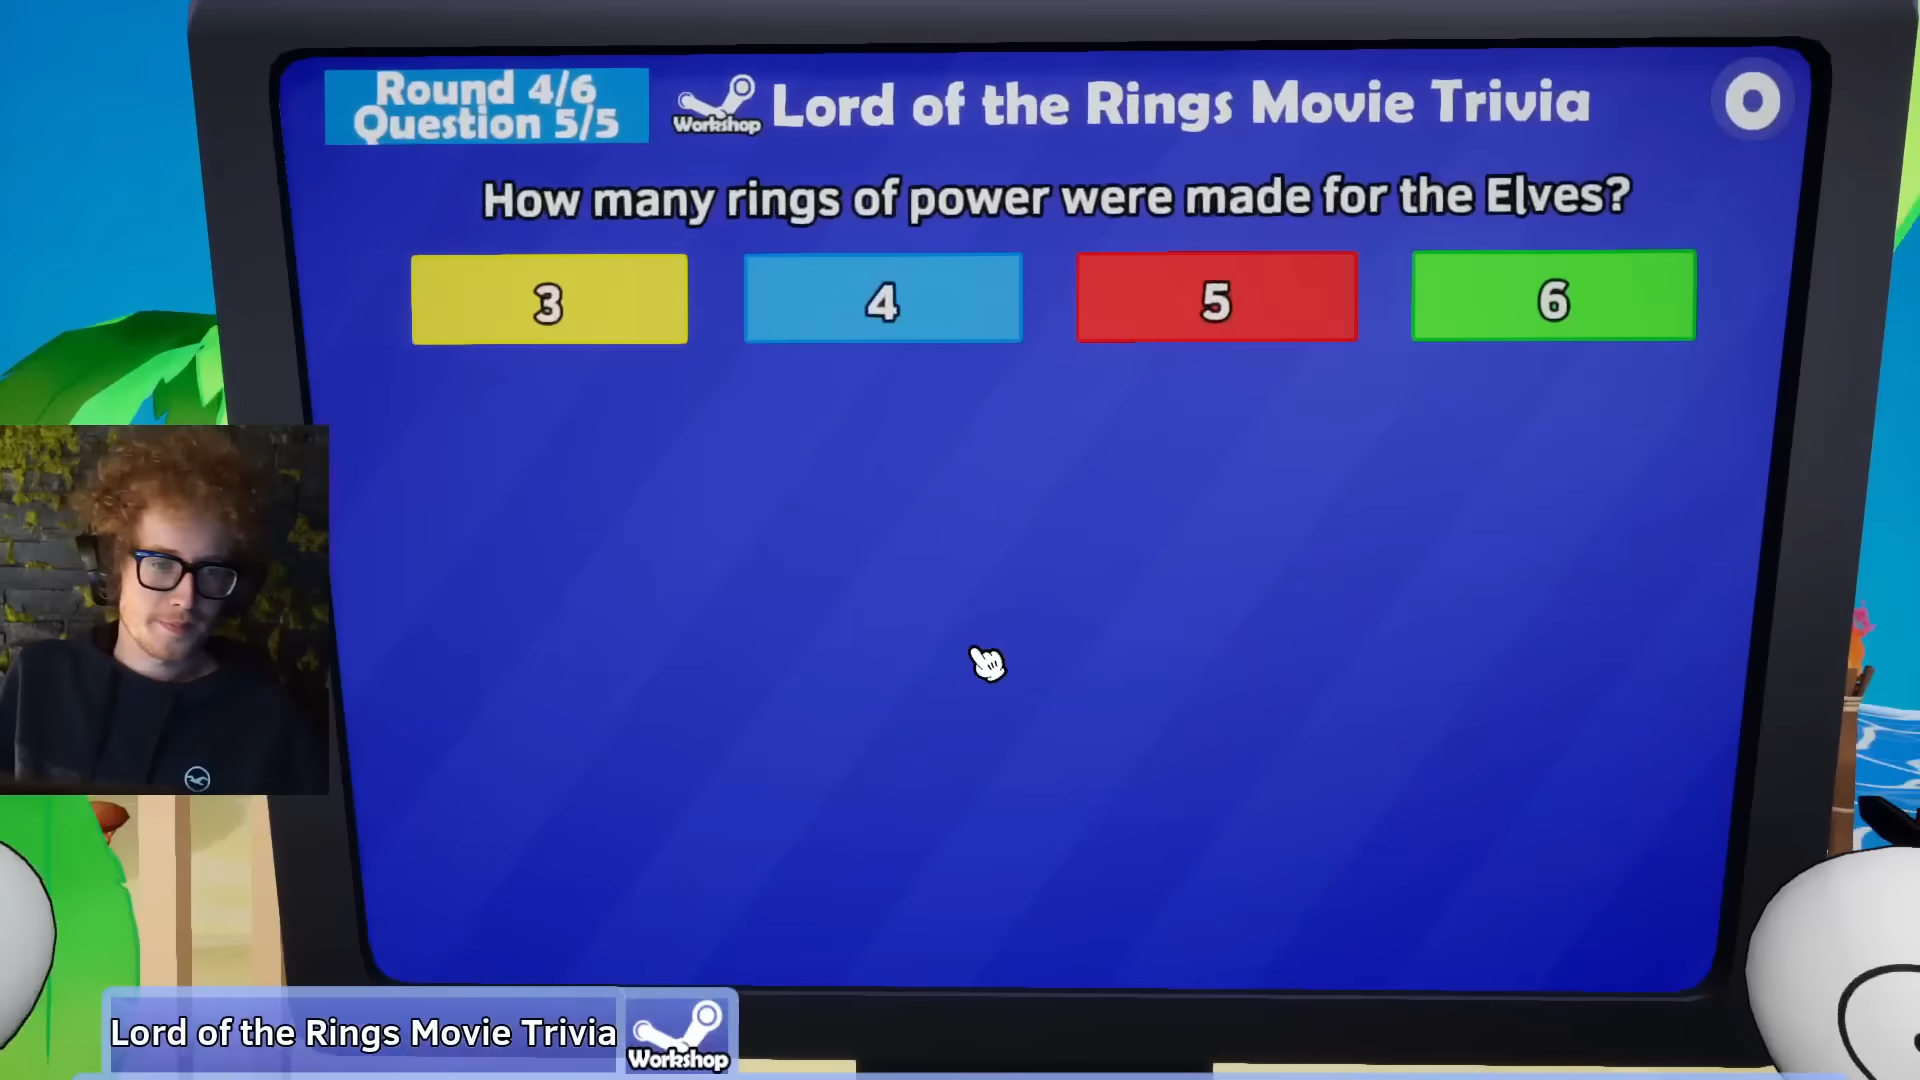 Round 4/6
Question 5/5
Workshop
Lord of the Rings Movie Trivia
How many rings of power were made for the Elves?
3
4
5
6
Lord of the Rings Movie Trivia
Workshop